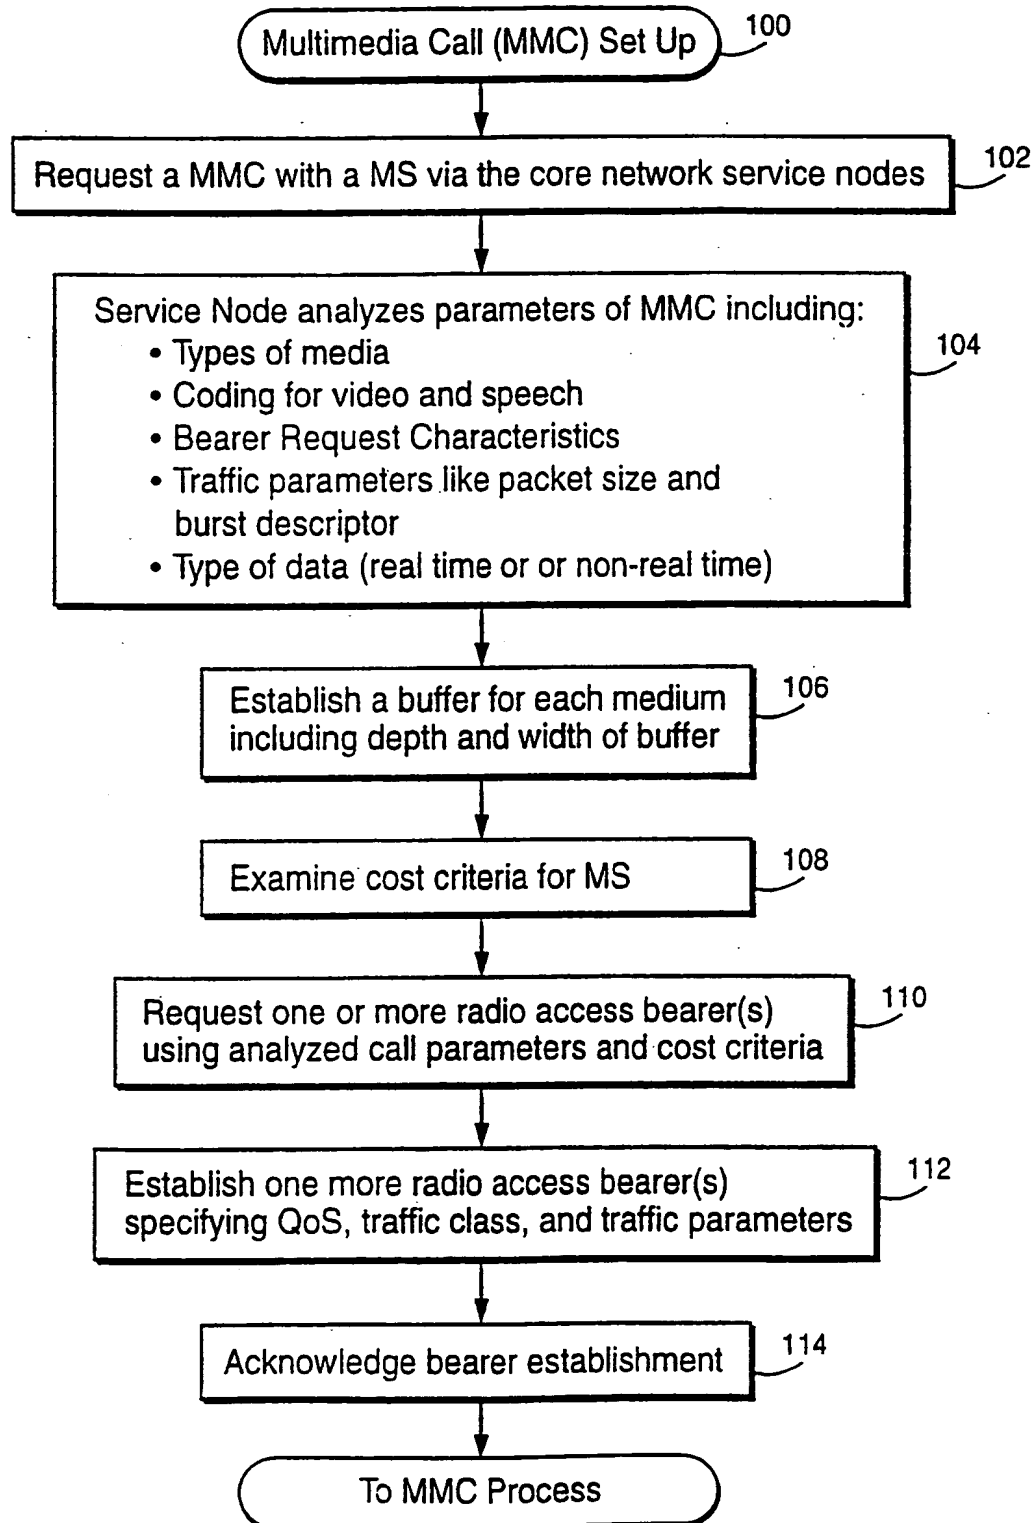 Multimedia Call (MMC) Set Up
100
Request a MMC with a MS via the core network service nodes
102
Service Node analyzes parameters of MMC including:
• Types of media
• Coding for video and speech
• Bearer Request Characteristics
• Traffic parameters like packet size and
burst descriptor
• Type of data (real time or or non-real time)
104
Establish a buffer for each medium
including depth and width of buffer
106
Examine cost criteria for MS
108
Request one or more radio access bearer(s)
using analyzed call parameters and cost criteria
110
Establish one more radio access bearer(s)
specifying QoS, traffic class, and traffic parameters
112
Acknowledge bearer establishment
114
To MMC Process